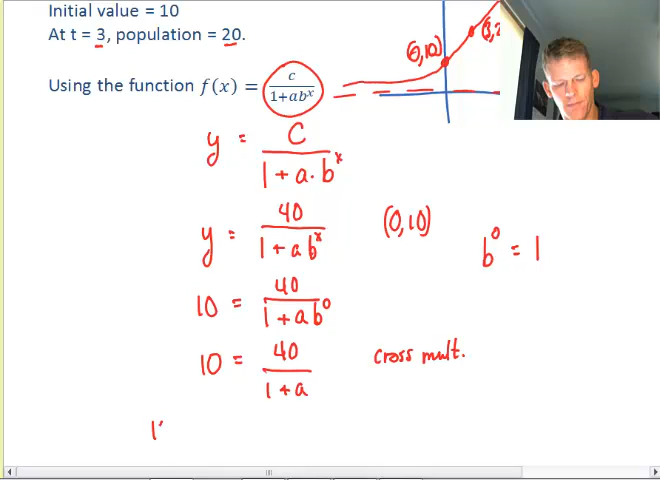 Initial value = 10
At t = 3, population = 20.
(0,10)
Using the function f(x) = c / 1+ab^x
y = C / 1 + a · b^x
y = 40 / 1 + ab^x
(0,10)
b^0 = 1
10 = 40 / 1 + ab^0
10 = 40 / 1 + a
cross mult.